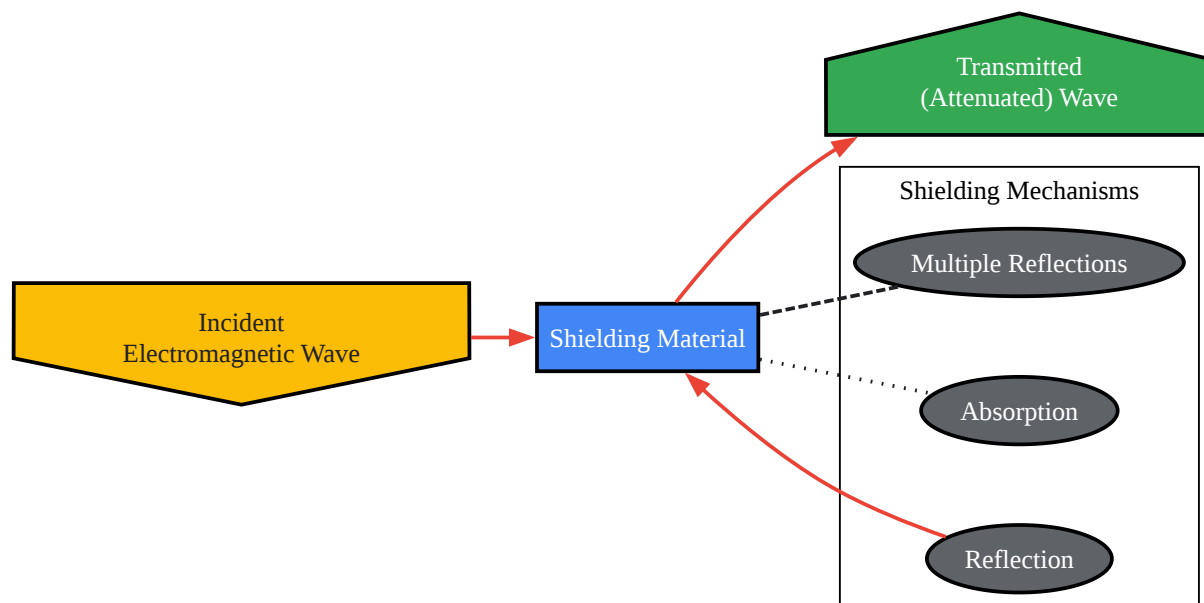 Transmitted
(Attenuated) Wave
Shielding Mechanisms
Multiple Reflections
Incident
Electromagnetic Wave
Shielding Material
Absorption
Reflection